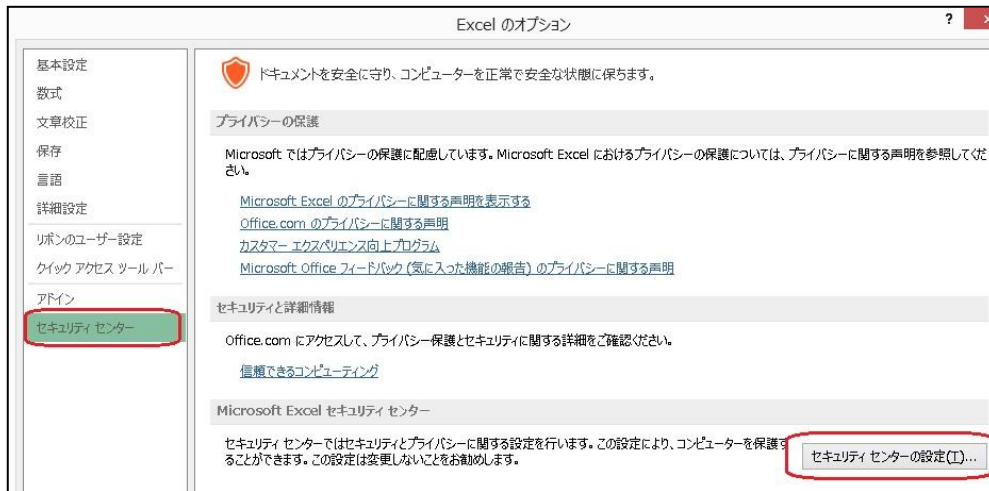 Excel のオプション
?
基本設定
数式
文章校正
保存
言語
詳細設定
リボンのユーザー設定
クイック アクセス ツール バー
アドイン
セキュリティ センター
ドキュメントを安全に守り、コンピューターを正常で安全な状態に保ちます。
プライバシーの保護
Microsoft ではプライバシーの保護に配慮しています。Microsoft Excel におけるプライバシーの保護については、プライバシーに関する声明を参照してくだ
さい。
Microsoft Excel のプライバシーに関する声明を表示する
Office.com のプライバシーに関する声明
カスタマー エクスペリエンス向上プログラム
Microsoft Office フィードバック (気に入った機能の報告) のプライバシーに関する声明
セキュリティと詳細情報
Office.com にアクセスして、プライバシー保護とセキュリティに関する詳細をご確認ください。
信頼できるコンピューティング
Microsoft Excel セキュリティ センター
セキュリティ センターではセキュリティとプライバシーに関する設定を行います。この設定により、コンピューターを保護す
ることができます。この設定は変更しないことをお勧めします。
セキュリティ センターの設定(T)...